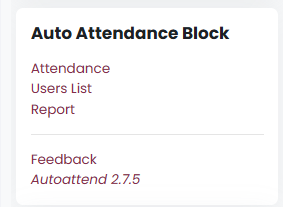 Auto Attendance Block
Attendance
Users List
Report
Feedback
Autoattend 2.7.5